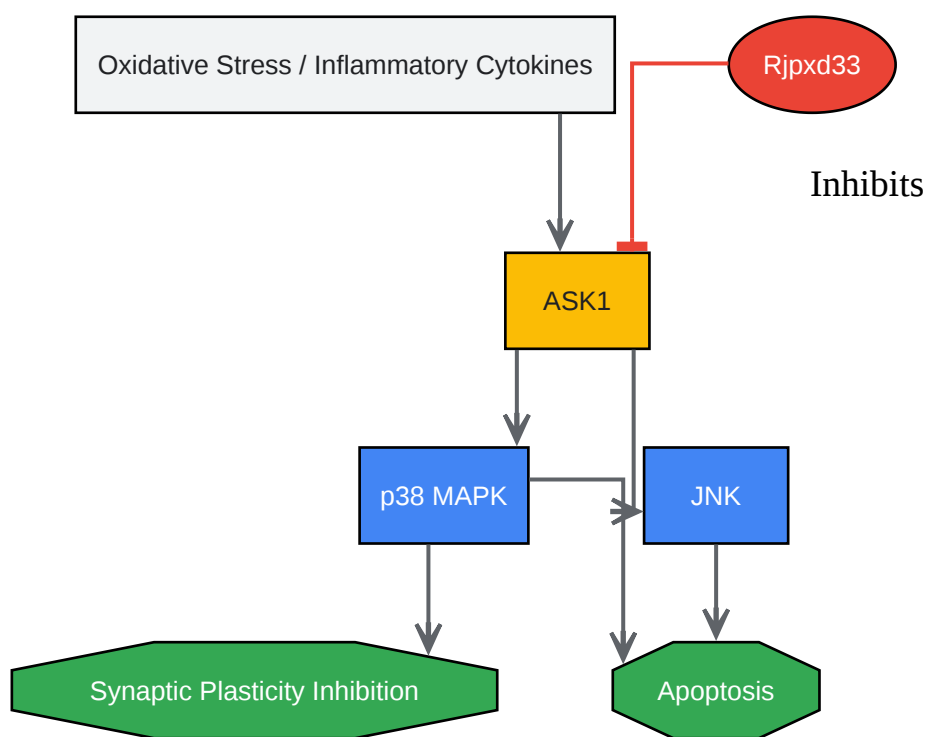 Oxidative Stress / Inflammatory Cytokines
Rjpxd33
Inhibits
ASK1
p38 MAPK
JNK
Synaptic Plasticity Inhibition
Apoptosis